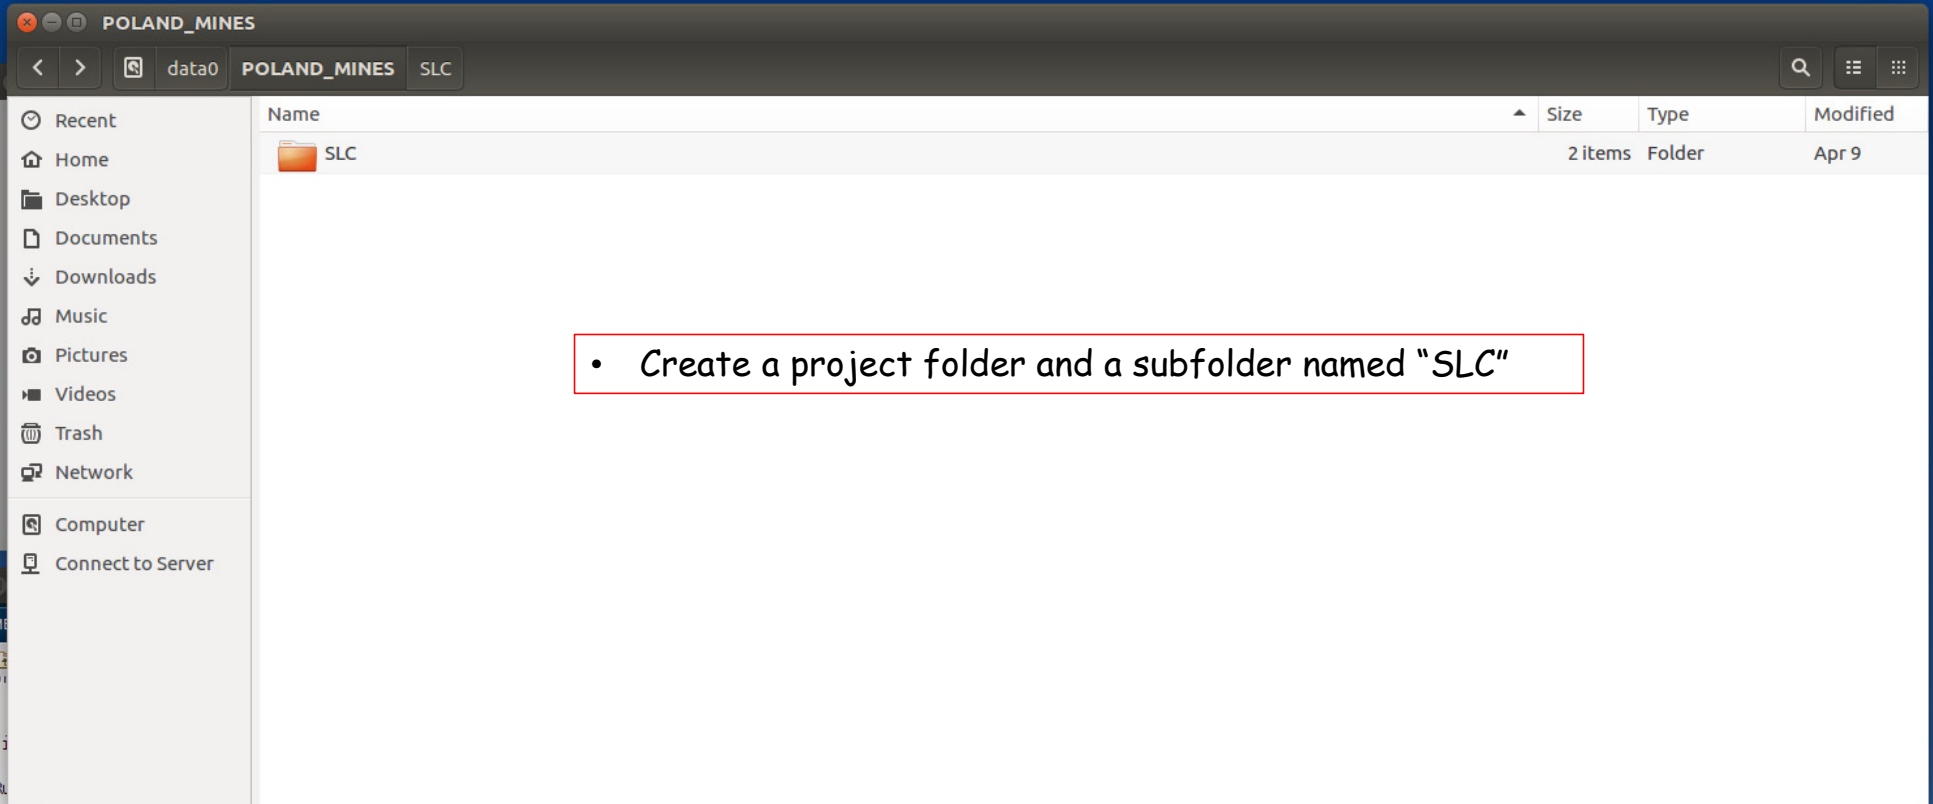 POLAND_MINES
data0 POLAND_MINES SLC
Recent
Home
Desktop
Documents
Downloads
Music
Pictures
Videos
Trash
Network
Computer
Connect to Server
Name Size Type Modified
SLC 2 items Folder Apr 9
• Create a project folder and a subfolder named “SLC”